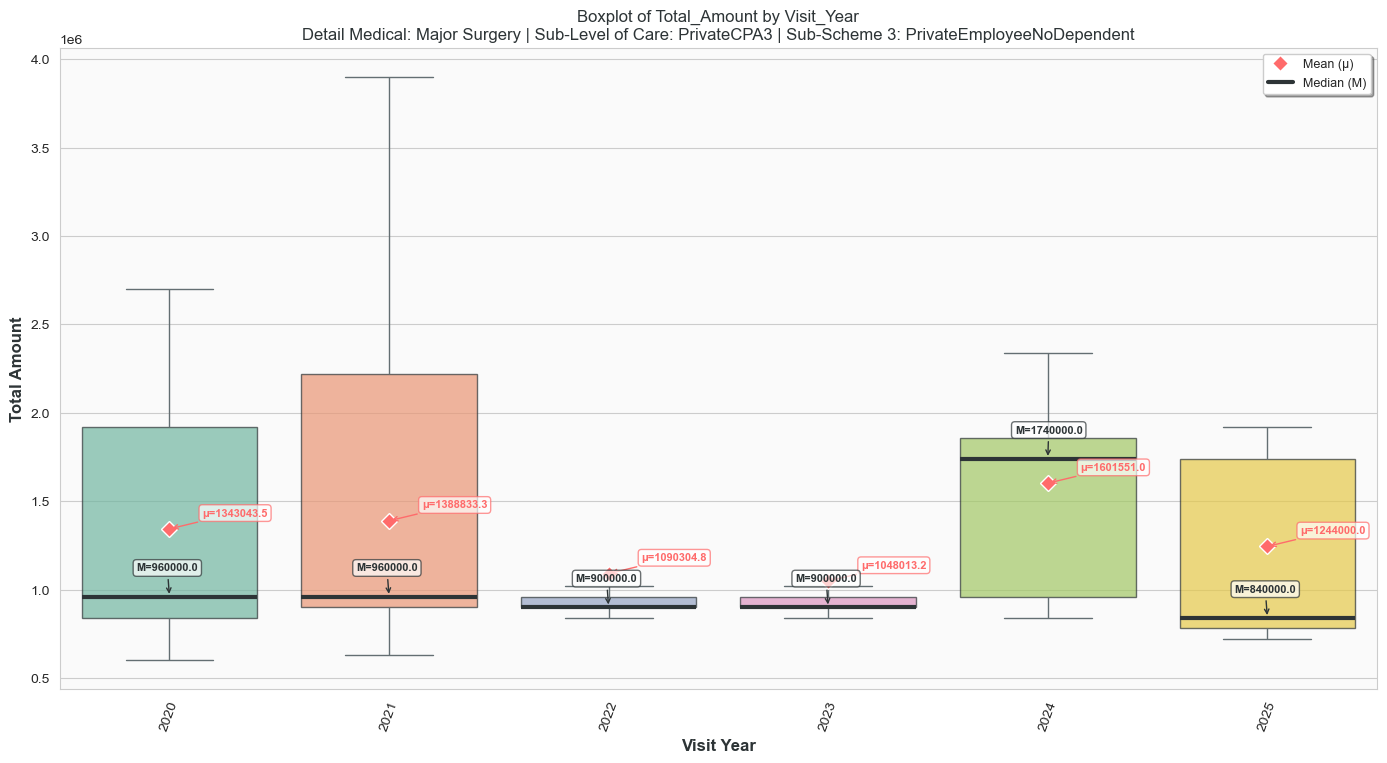 Boxplot of Total_Amount by Visit_Year
Detail Medical: Major Surgery | Sub-Level of Care: PrivateCPA3 | Sub-Scheme 3: PrivateEmployeeNoDependent
1e6
Mean (μ)
Median (M)
4.0
3.5
3.0
2.5
2.0
1.5
1.0
0.5
Total Amount
μ=1343043.5
M=960000.0
μ=1388833.3
M=960000.0
μ=1090304.8
M=900000.0
μ=1048013.2
M=900000.0
M=1740000.0
μ=1601551.0
μ=1244000.0
M=840000.0
2020
2021
2022
2023
2024
2025
Visit Year